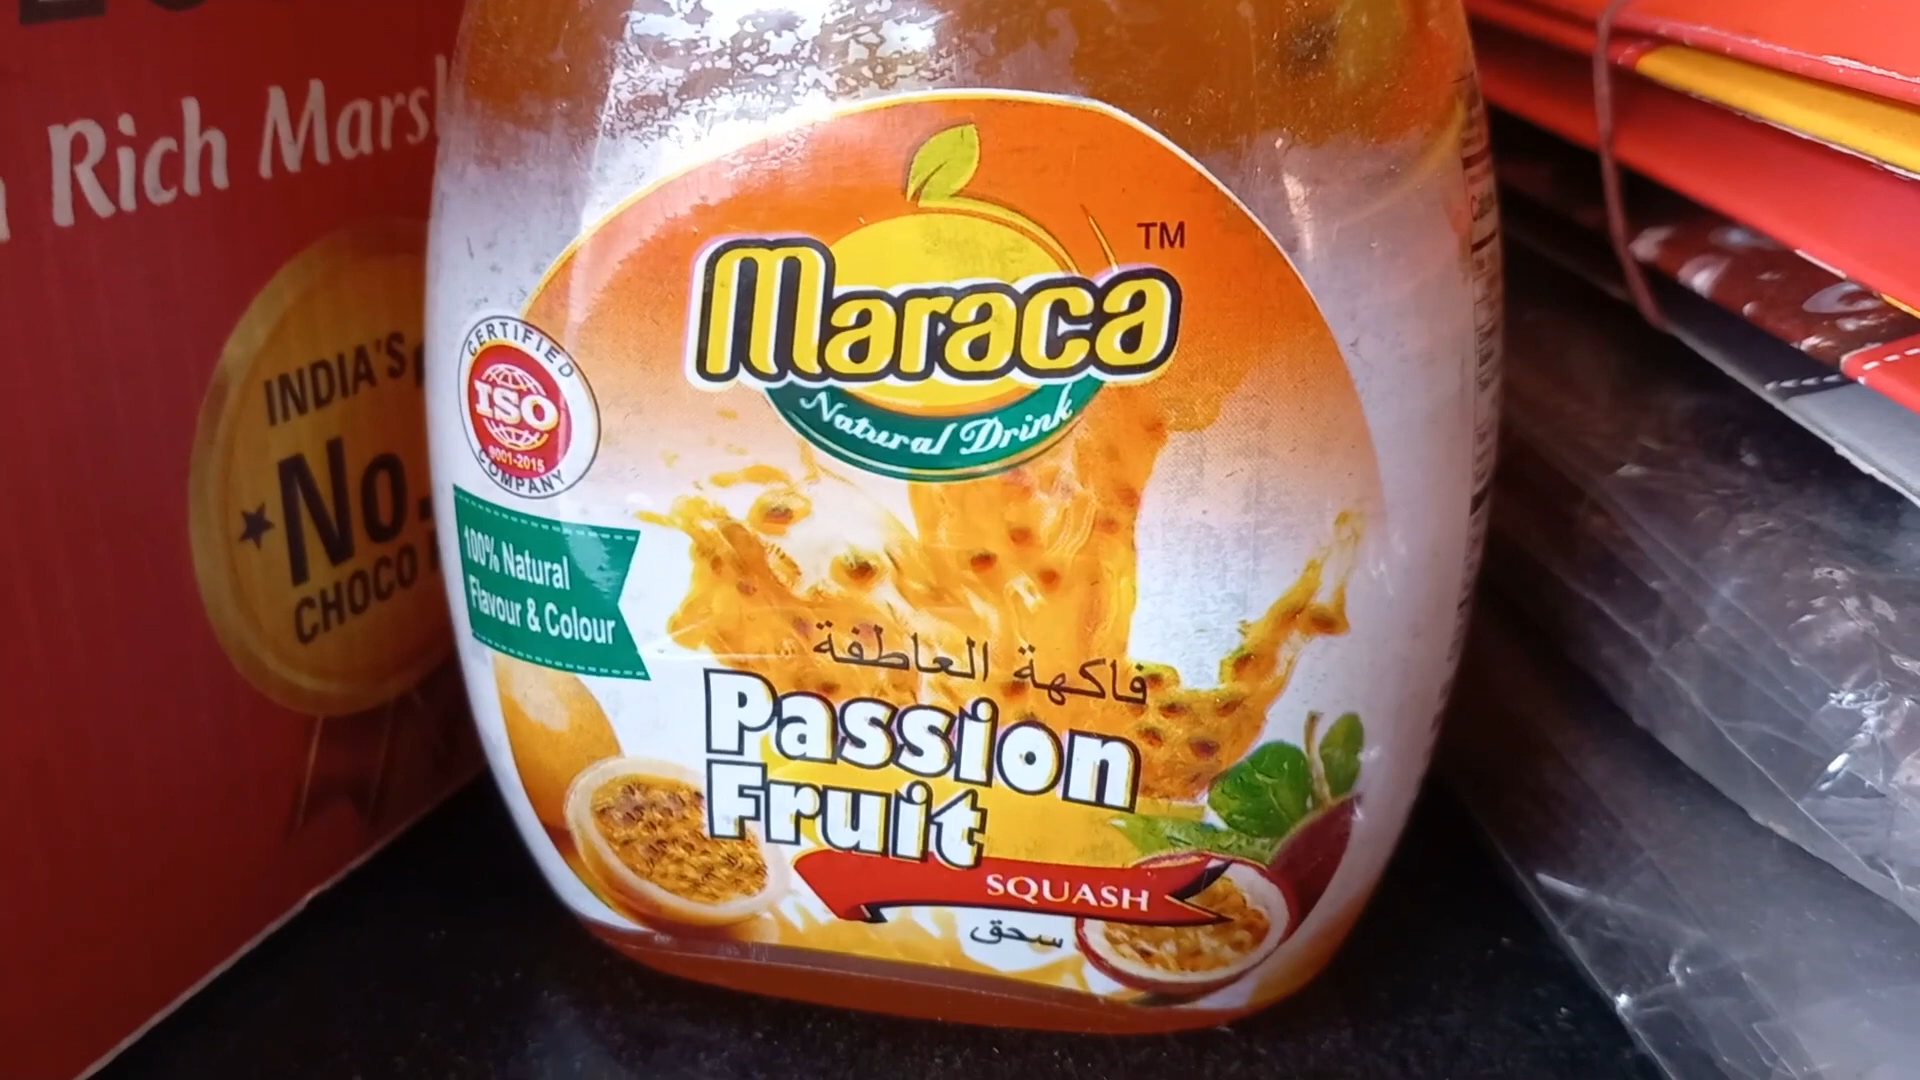 Rich
INDIA'S
No.
CHOCO
Maraca
TM
Natural Drink
CERTIFIED
ISO
9001-2015
COMPANY
100% Natural
Flavour & Colour
فاكهة العاطفة
Passion
Fruit
SQUASH
سحق